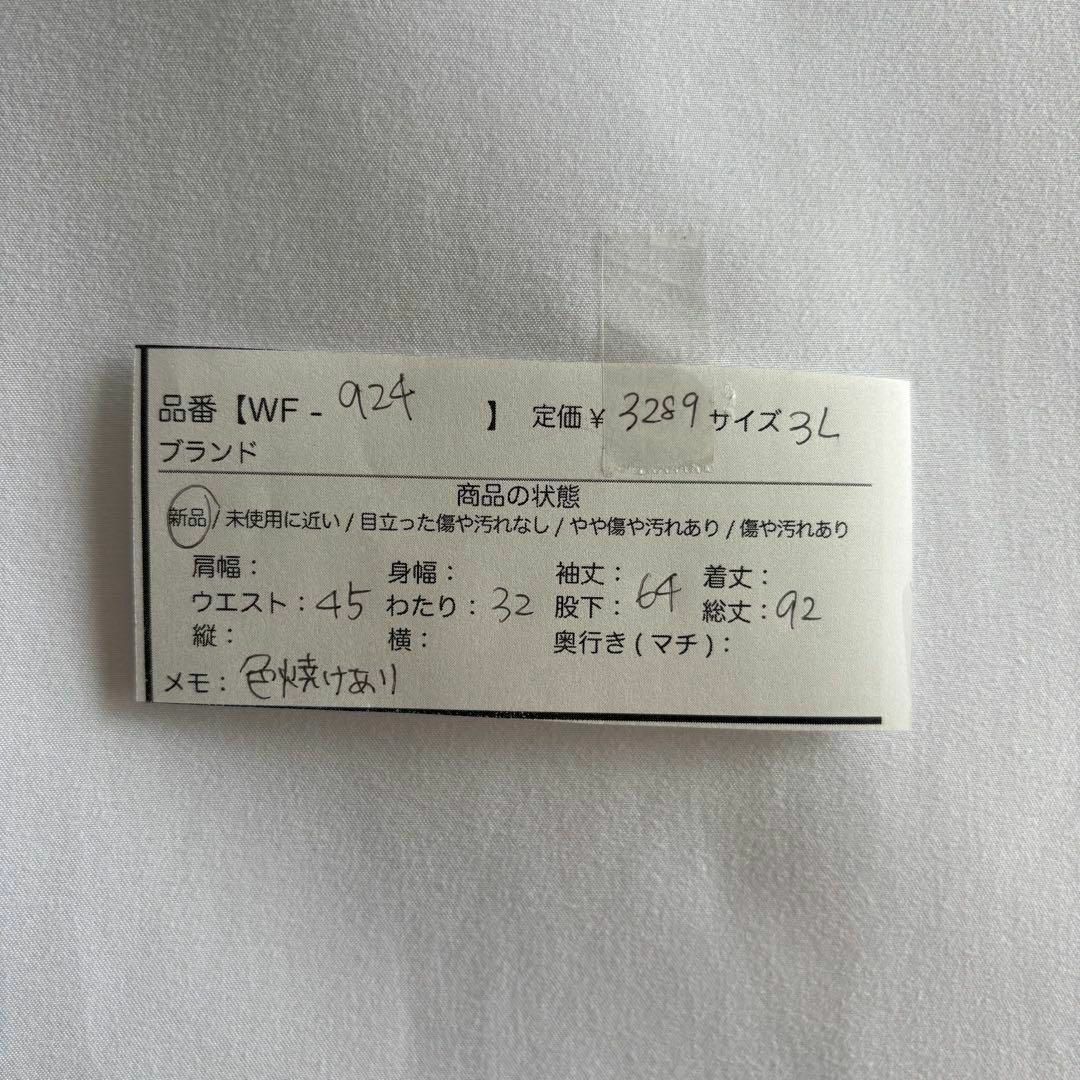 品番【WF - 924 】 定価¥ 3289 サイズ 3L
ブランド
商品の状態
新品 / 未使用に近い / 目立った傷や汚れなし / やや傷や汚れあり / 傷や汚れあり
肩幅： 身幅： 袖丈： 着丈：
ウエスト：45 わたり：32 股下：64 総丈：92
縦： 横： 奥行き(マチ)：
メモ：色焼けあり